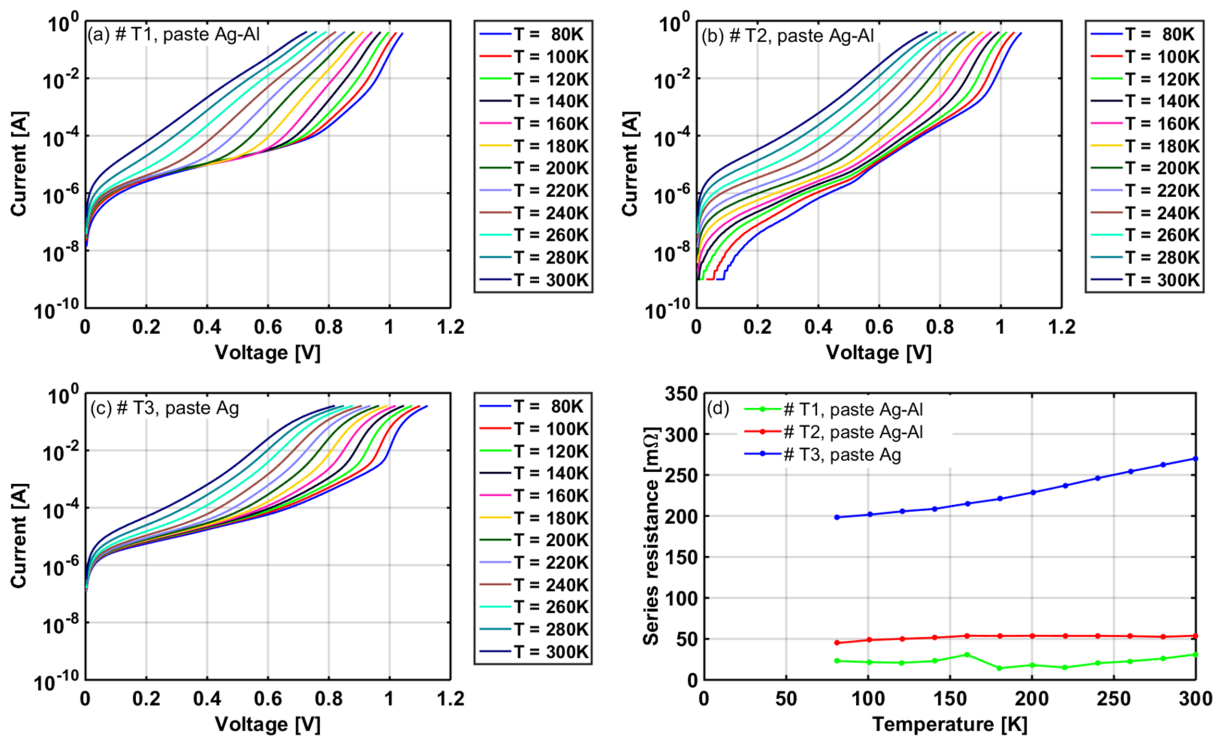 (a) # T1, paste Ag-Al
10^0
10^-2
10^-4
10^-6
10^-8
10^-10
Current [A]
0 0.2 0.4 0.6 0.8 1 1.2
Voltage [V]
T = 80K
T = 100K
T = 120K
T = 140K
T = 160K
T = 180K
T = 200K
T = 220K
T = 240K
T = 260K
T = 280K
T = 300K
(b) # T2, paste Ag-Al
10^0
10^-2
10^-4
10^-6
10^-8
10^-10
Current [A]
0 0.2 0.4 0.6 0.8 1 1.2
Voltage [V]
T = 80K
T = 100K
T = 120K
T = 140K
T = 160K
T = 180K
T = 200K
T = 220K
T = 240K
T = 260K
T = 280K
T = 300K
(c) # T3, paste Ag
10^0
10^-2
10^-4
10^-6
10^-8
10^-10
Current [A]
0 0.2 0.4 0.6 0.8 1 1.2
Voltage [V]
T = 80K
T = 100K
T = 120K
T = 140K
T = 160K
T = 180K
T = 200K
T = 220K
T = 240K
T = 260K
T = 280K
T = 300K
(d)
# T1, paste Ag-Al
# T2, paste Ag-Al
# T3, paste Ag
350
300
250
200
150
100
50
0
Series resistance [mΩ]
0 50 100 150 200 250 300
Temperature [K]